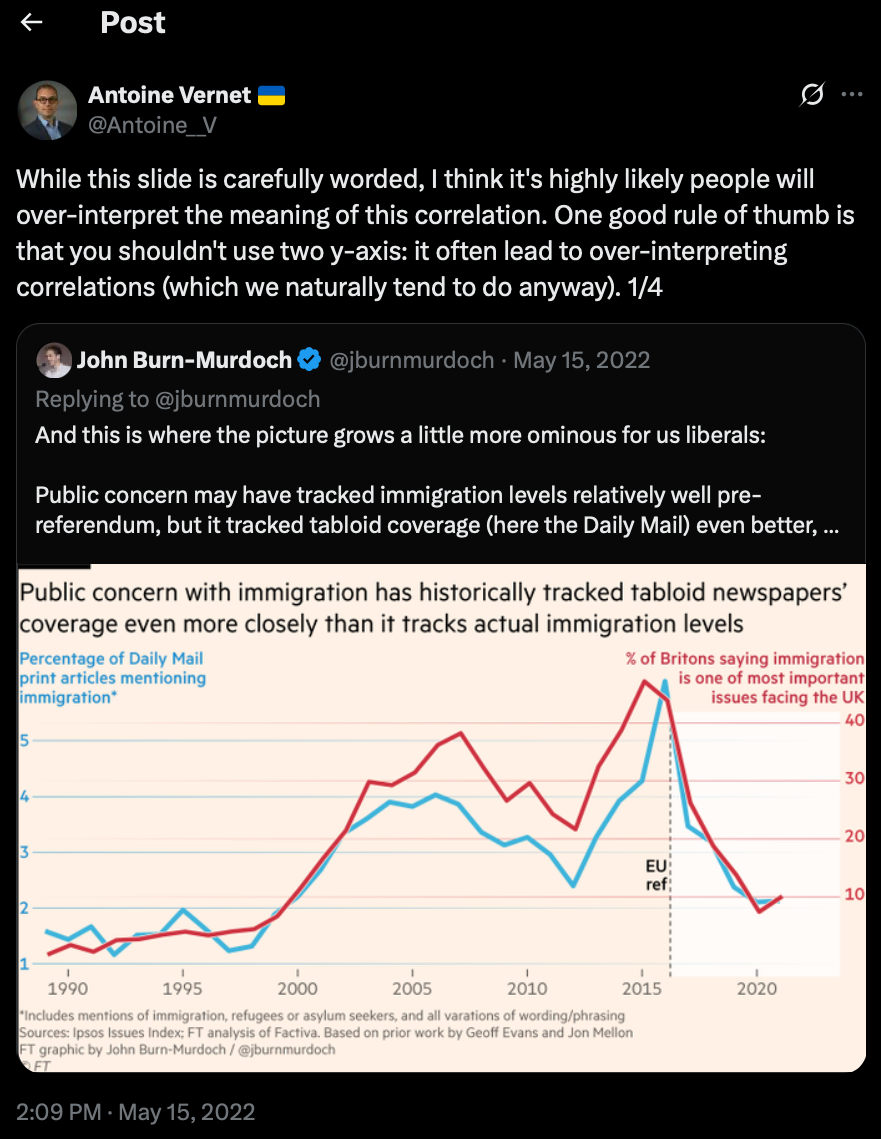 Post
Antoine Vernet 🇺🇦
@Antoine__V
While this slide is carefully worded, I think it's highly likely people will
over-interpret the meaning of this correlation. One good rule of thumb is
that you shouldn't use two y-axis: it often lead to over-interpreting
correlations (which we naturally tend to do anyway). 1/4
John Burn-Murdoch @jburnmurdoch · May 15, 2022
Replying to @jburnmurdoch
And this is where the picture grows a little more ominous for us liberals:
Public concern may have tracked immigration levels relatively well pre-
referendum, but it tracked tabloid coverage (here the Daily Mail) even better, ...
Public concern with immigration has historically tracked tabloid newspapers’
coverage even more closely than it tracks actual immigration levels
Percentage of Daily Mail
print articles mentioning
immigration*
% of Britons saying immigration
is one of most important
issues facing the UK
5
4
3
2
1
40
30
20
10
EU
ref
1990 1995 2000 2005 2010 2015 2020
*Includes mentions of immigration, refugees or asylum seekers, and all varations of wording/phrasing
Sources: Ipsos Issues Index; FT analysis of Factiva. Based on prior work by Geoff Evans and Jon Mellon
FT graphic by John Burn-Murdoch / @jburnmurdoch
© FT
2:09 PM · May 15, 2022